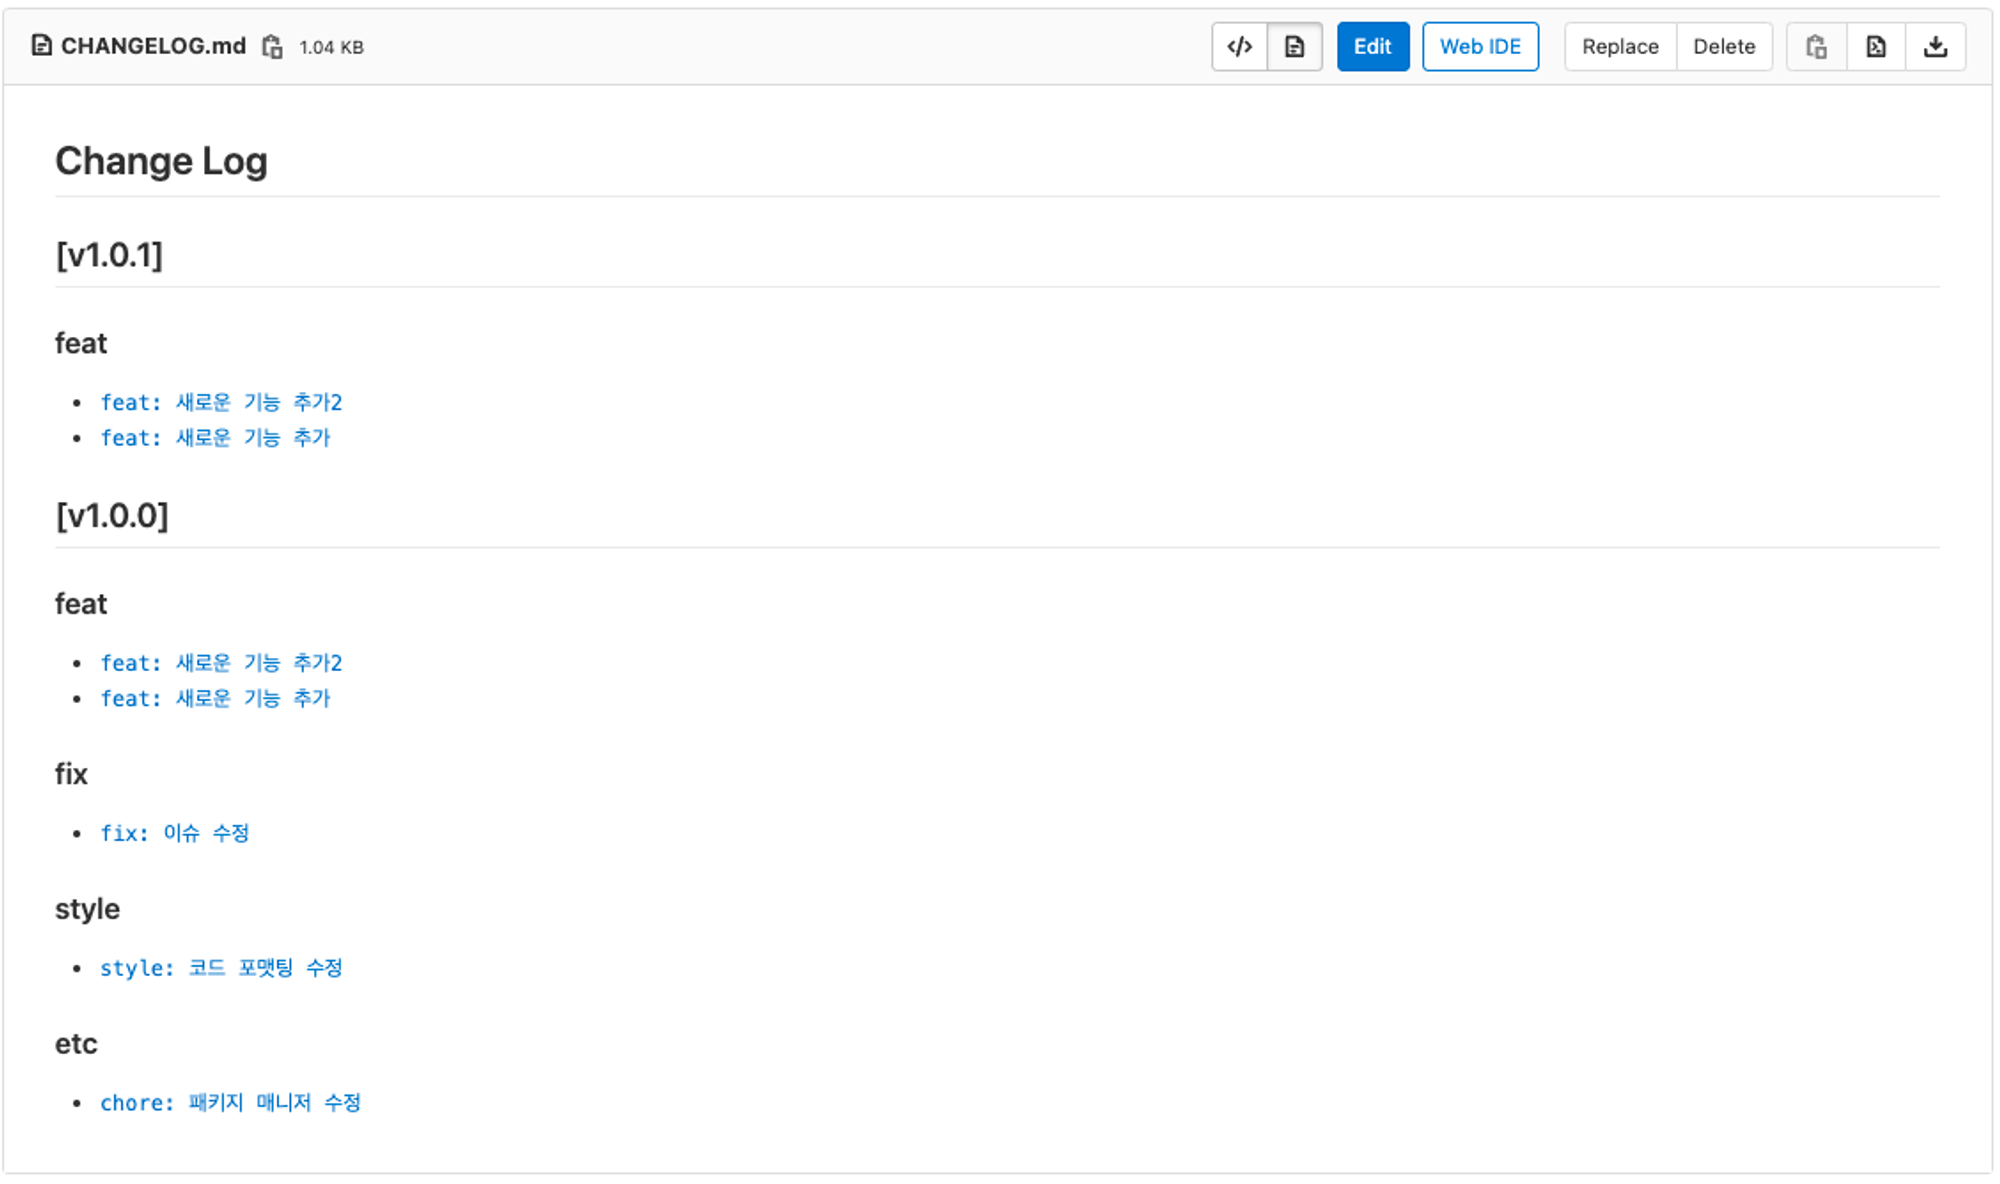 CHANGELOG.md 1.04 KB Edit Web IDE Replace Delete
Change Log
[v1.0.1]
feat
feat: 새로운 기능 추가2
feat: 새로운 기능 추가
[v1.0.0]
feat
feat: 새로운 기능 추가2
feat: 새로운 기능 추가
fix
fix: 이슈 수정
style
style: 코드 포맷팅 수정
etc
chore: 패키지 매니저 수정